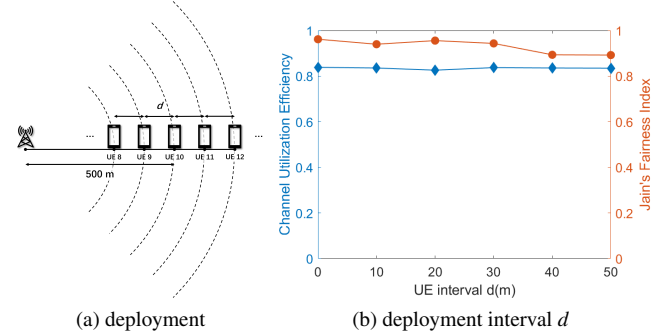 d
...
...
UE 8
UE 9
UE 10
UE 11
UE 12
500 m
(a) deployment
Channel Utilization Efficiency
1
0.8
0.6
0.4
0.2
0
1
0.8
0.6
0.4
0.2
0
Jain's Fairness Index
0
10
20
30
40
50
UE interval d(m)
(b) deployment interval d